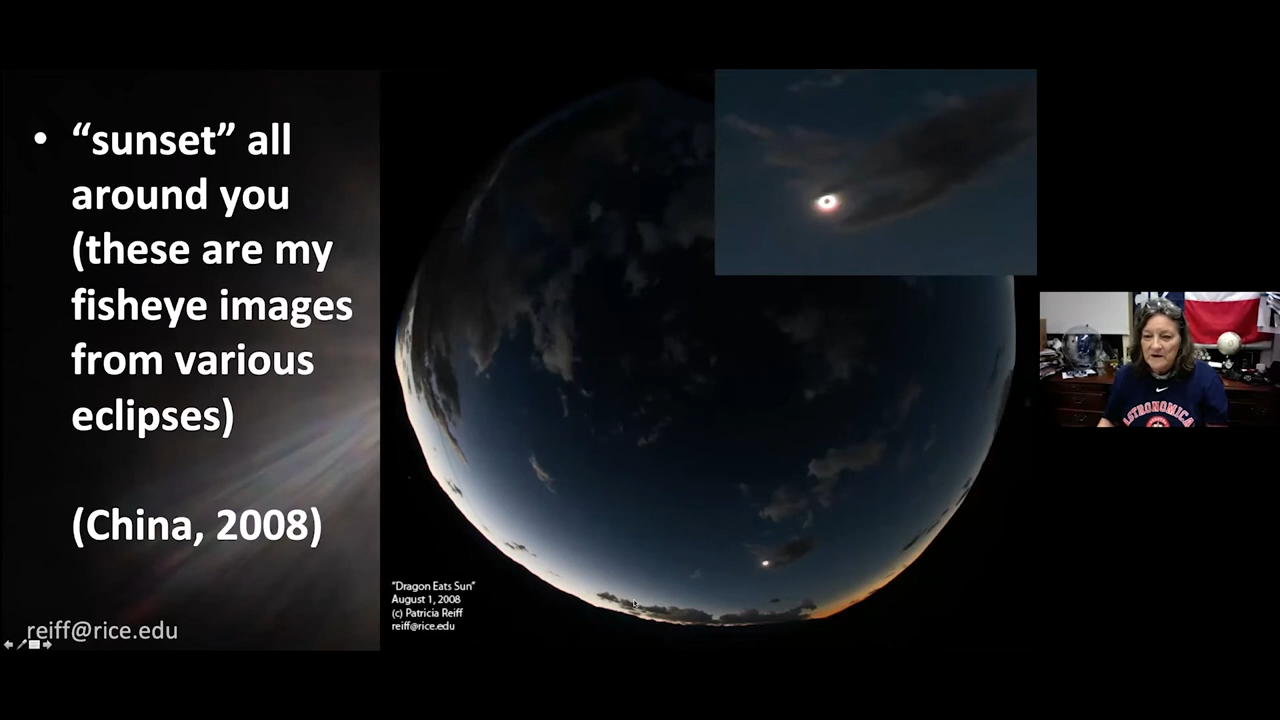 • “sunset” all
around you
(these are my
fisheye images
from various
eclipses)
(China, 2008)
reiff@rice.edu
“Dragon Eats Sun”
August 1, 2008
(c) Patricia Reiff
reiff@rice.edu
ASTRONOMICAL